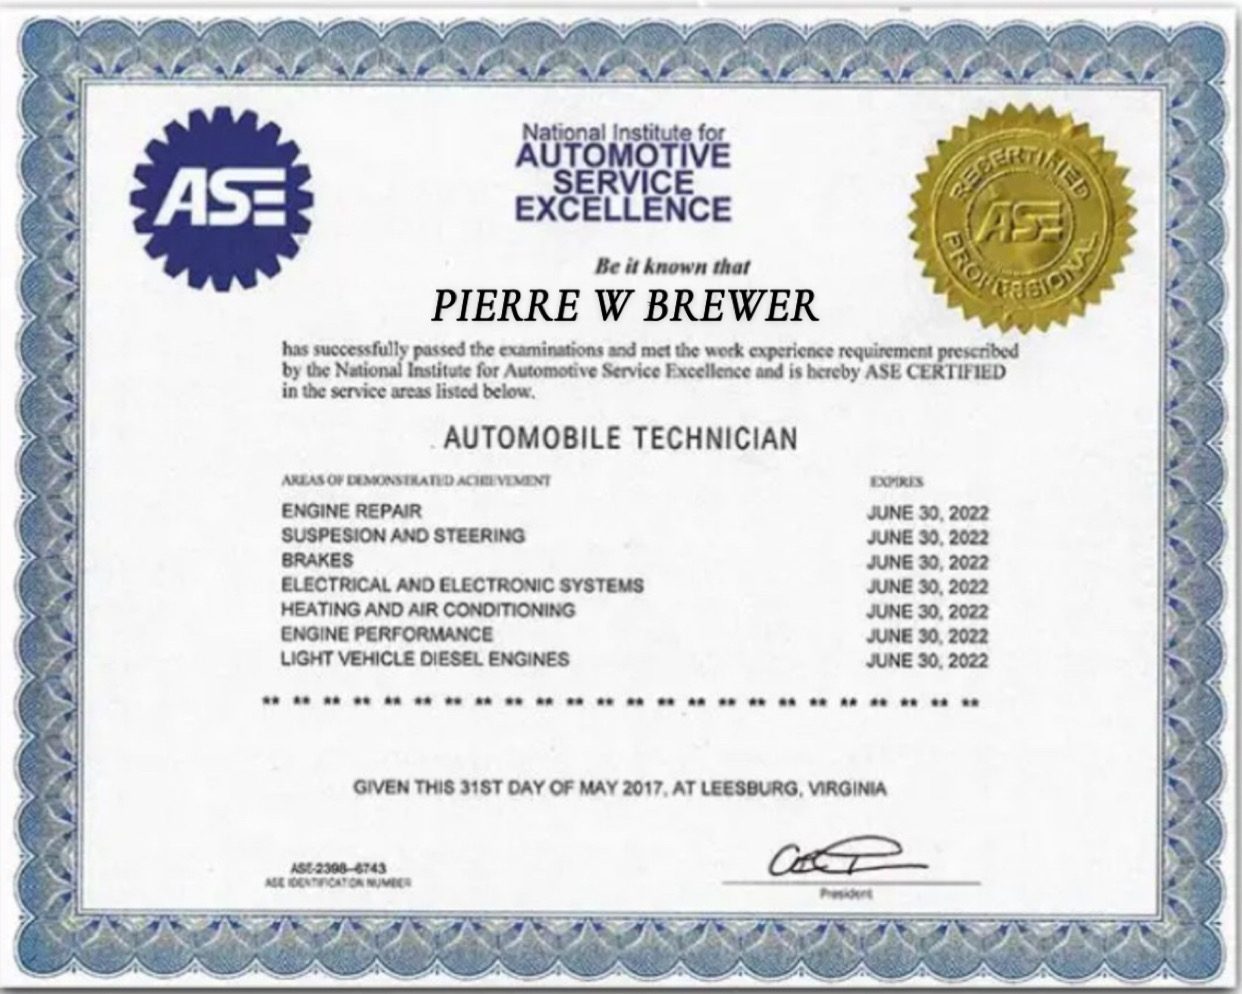 ASE
National Institute for
AUTOMOTIVE
SERVICE
EXCELLENCE
RECERTIFIED
ASE
PROFESSIONAL
Be it known that
PIERRE W BREWER
has successfully passed the examinations and met the work experience requirement prescribed
by the National Institute for Automotive Service Excellence and is hereby ASE CERTIFIED
in the service areas listed below.
AUTOMOBILE TECHNICIAN
AREAS OF DEMONSTRATED ACHIEVEMENT EXPIRES
ENGINE REPAIR JUNE 30, 2022
SUSPESION AND STEERING JUNE 30, 2022
BRAKES JUNE 30, 2022
ELECTRICAL AND ELECTRONIC SYSTEMS JUNE 30, 2022
HEATING AND AIR CONDITIONING JUNE 30, 2022
ENGINE PERFORMANCE JUNE 30, 2022
LIGHT VEHICLE DIESEL ENGINES JUNE 30, 2022
** ** ** ** ** ** ** ** ** ** ** ** ** ** ** ** ** ** ** ** ** ** ** **
GIVEN THIS 31ST DAY OF MAY 2017, AT LEESBURG, VIRGINIA
ASE-2398--6743
ASE IDENTIFICATION NUMBER
President